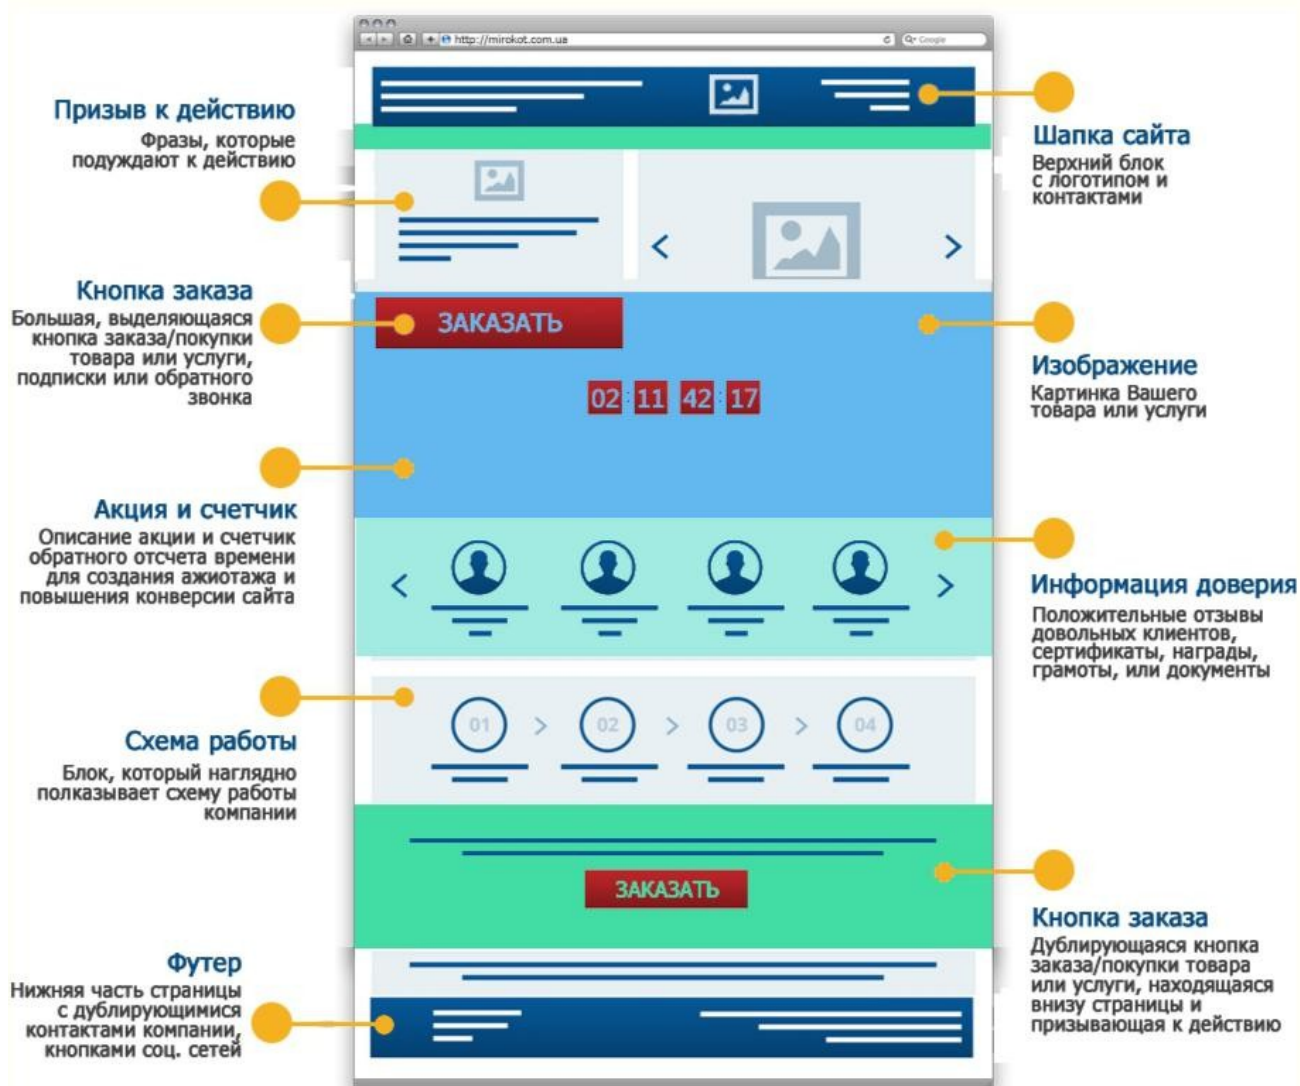 http://mirokot.com.ua
Google
Призыв к действию
Фразы, которые
подуждают к действию
Шапка сайта
Верхний блок
с логотипом и
контактами
Кнопка заказа
Большая, выделяющаяся
кнопка заказа/покупки
товара или услуги,
подписки или обратного
звонка
ЗАКАЗАТЬ
Изображение
Картинка Вашего
товара или услуги
02 : 11 42 : 17
Акция и счетчик
Описание акции и счетчик
обратного отсчета времени
для создания ажиотажа и
повышения конверсии сайта
Информация доверия
Положительные отзывы
довольных клиентов,
сертификаты, награды,
грамоты, или документы
Схема работы
Блок, который наглядно
полказывает схему работы
компании
01 > 02 > 03 > 04
ЗАКАЗАТЬ
Кнопка заказа
Дублирующаяся кнопка
заказа/покупки товара
или услуги, находящаяся
внизу страницы и
призывающая к действию
Футер
Нижняя часть страницы
с дублирующимися
контактами компании,
кнопками соц. сетей